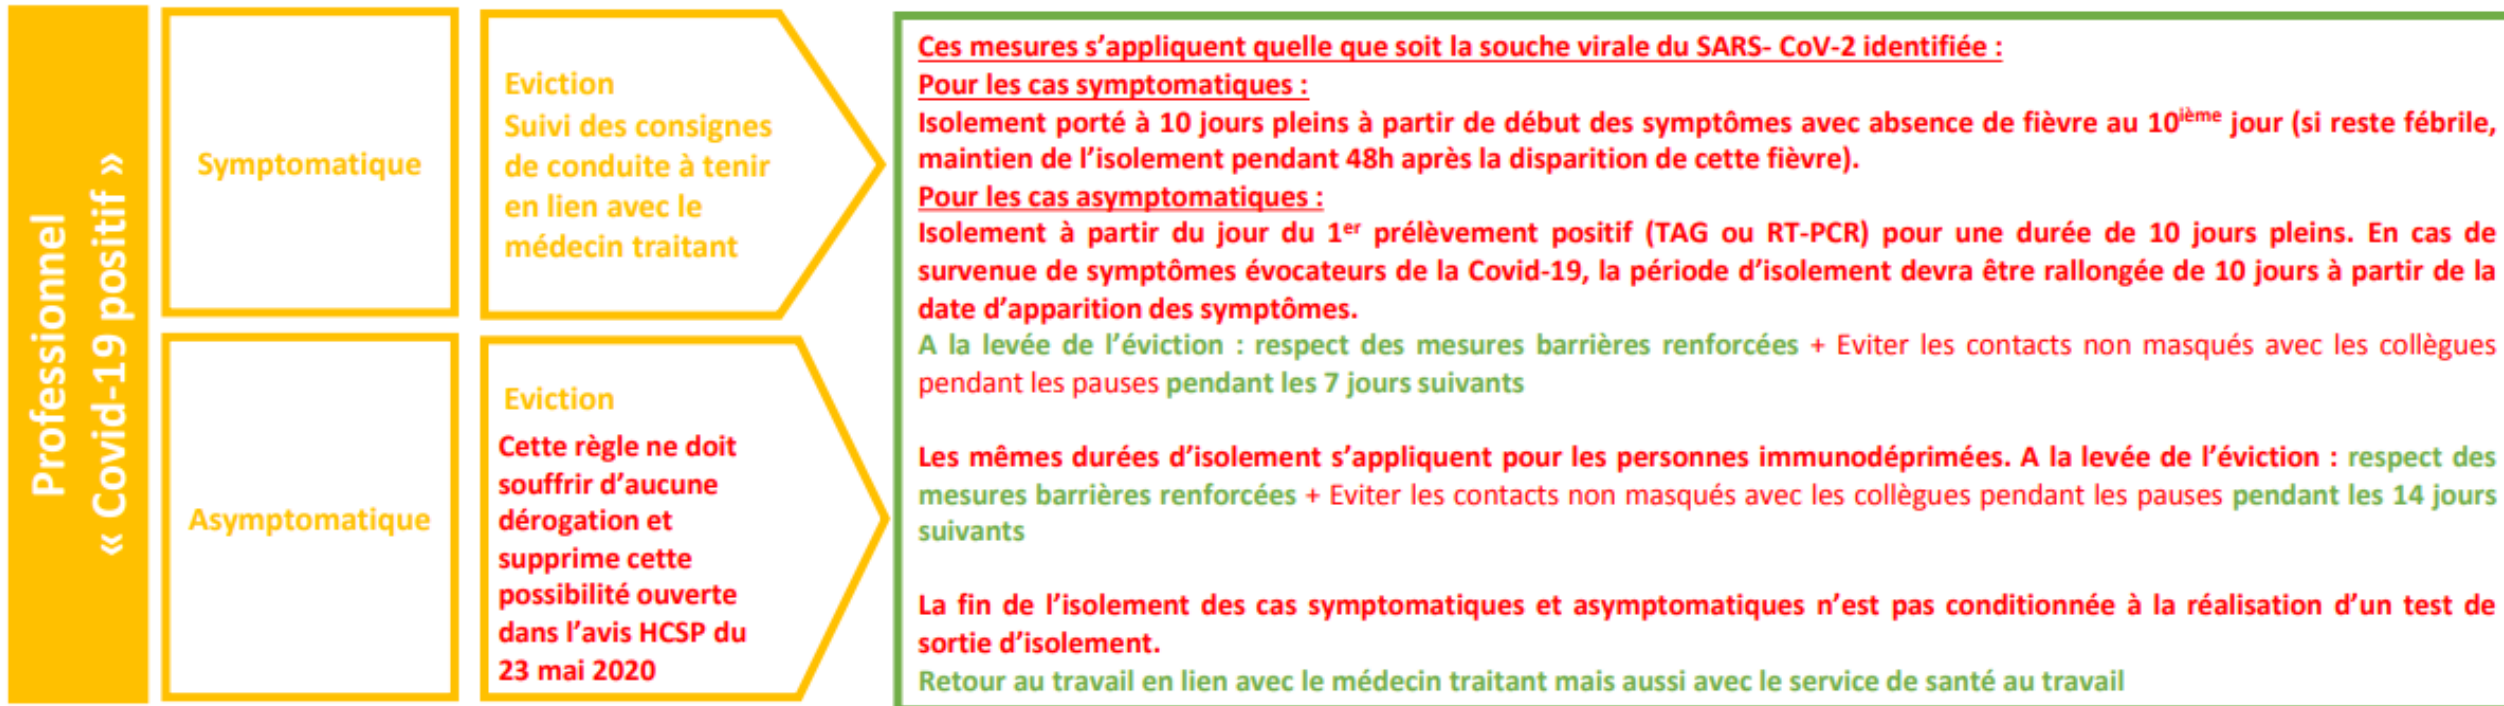 Professionnel
« Covid-19 positif »
Symptomatique
Eviction
Suivi des consignes
de conduite à tenir
en lien avec le
médecin traitant
Asymptomatique
Eviction
Cette règle ne doit
souffrir d’aucune
dérogation et
supprime cette
possibilité ouverte
dans l’avis HCSP du
23 mai 2020
Ces mesures s’appliquent quelle que soit la souche virale du SARS- CoV-2 identifiée :
Pour les cas symptomatiques :
Isolement porté à 10 jours pleins à partir de début des symptômes avec absence de fièvre au 10ième jour (si reste fébrile,
maintien de l’isolement pendant 48h après la disparition de cette fièvre).
Pour les cas asymptomatiques :
Isolement à partir du jour du 1er prélèvement positif (TAG ou RT-PCR) pour une durée de 10 jours pleins. En cas de
survenue de symptômes évocateurs de la Covid-19, la période d’isolement devra être rallongée de 10 jours à partir de la
date d’apparition des symptômes.
A la levée de l’éviction : respect des mesures barrières renforcées + Eviter les contacts non masqués avec les collègues
pendant les pauses pendant les 7 jours suivants
Les mêmes durées d’isolement s’appliquent pour les personnes immunodéprimées. A la levée de l’éviction : respect des
mesures barrières renforcées + Eviter les contacts non masqués avec les collègues pendant les pauses pendant les 14 jours
suivants
La fin de l’isolement des cas symptomatiques et asymptomatiques n’est pas conditionnée à la réalisation d’un test de
sortie d’isolement.
Retour au travail en lien avec le médecin traitant mais aussi avec le service de santé au travail